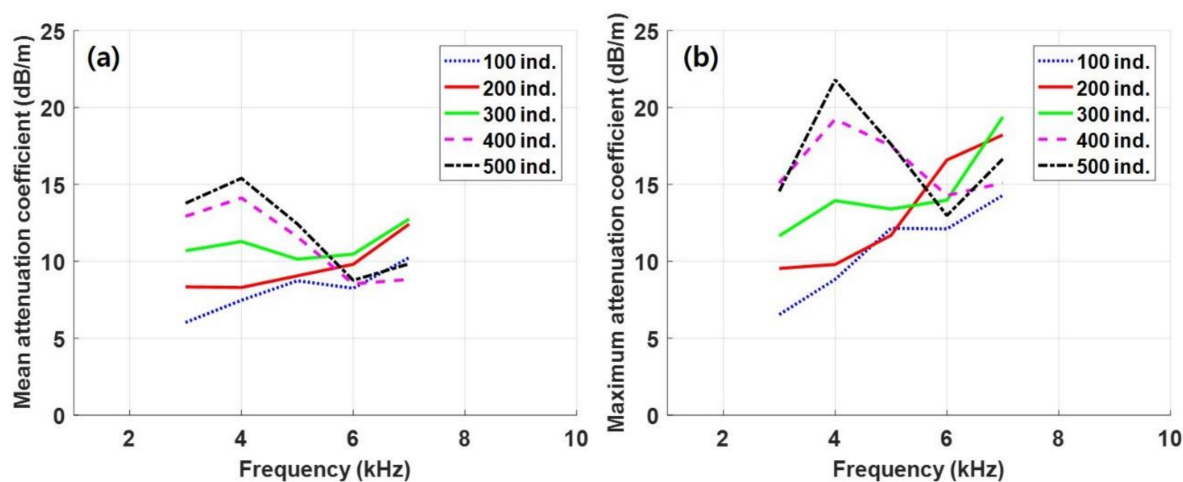 (a)
Mean attenuation coefficient (dB/m)
25
20
15
10
5
0
100 ind.
200 ind.
300 ind.
400 ind.
500 ind.
2
4
6
8
10
Frequency (kHz)
(b)
Maximum attenuation coefficient (dB/m)
25
20
15
10
5
0
100 ind.
200 ind.
300 ind.
400 ind.
500 ind.
2
4
6
8
10
Frequency (kHz)